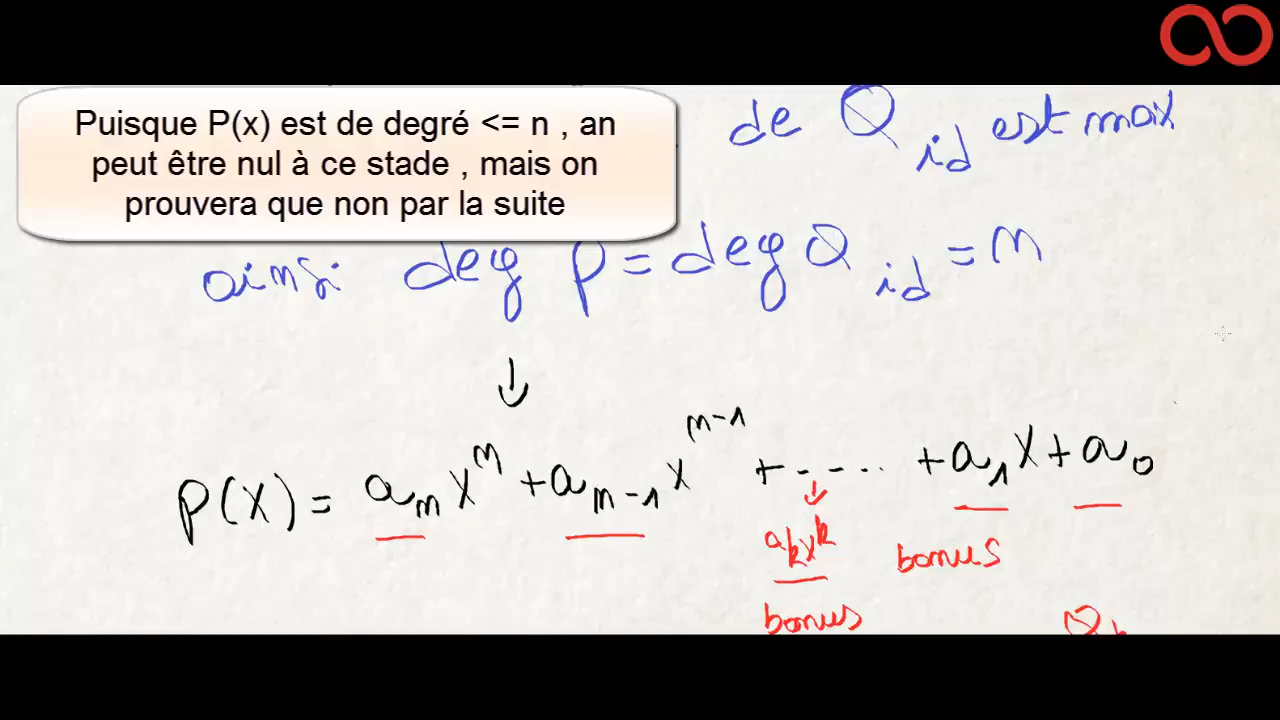 Puisque P(x) est de degré <= n , an
peut être nul à ce stade , mais on
prouvera que non par la suite
de Q id est max
ainsi deg P = deg Q id = n
↓
P(X) = a_n X^n + a_{n-1} X^{n-1} + ..... + a_1 X + a_0
↓
a_k X^k
bonus
bonus